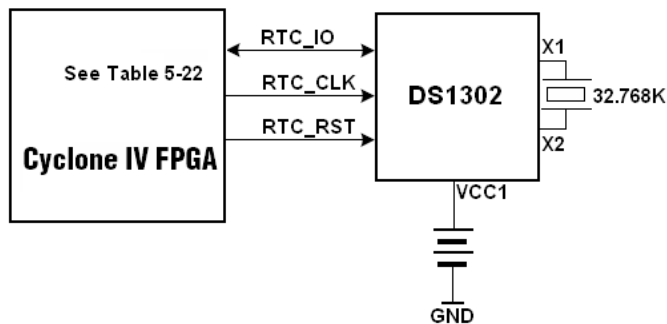 RTC_IO
See Table 5-22
RTC_CLK
RTC_RST
Cyclone IV FPGA
DS1302
X1
32.768K
X2
VCC1
GND